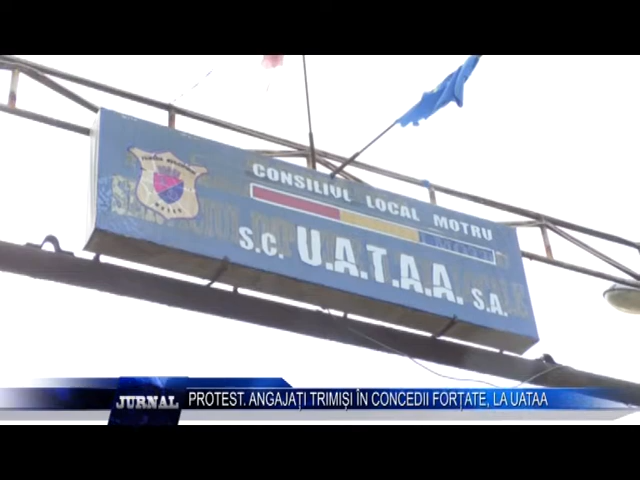 CONSILIUL LOCAL MOTRU
S.C. U.A.T.A.A. S.A.
JURNAL
PROTEST. ANGAJAȚI TRIMIȘI ÎN CONCEDII FORȚATE, LA UATAA